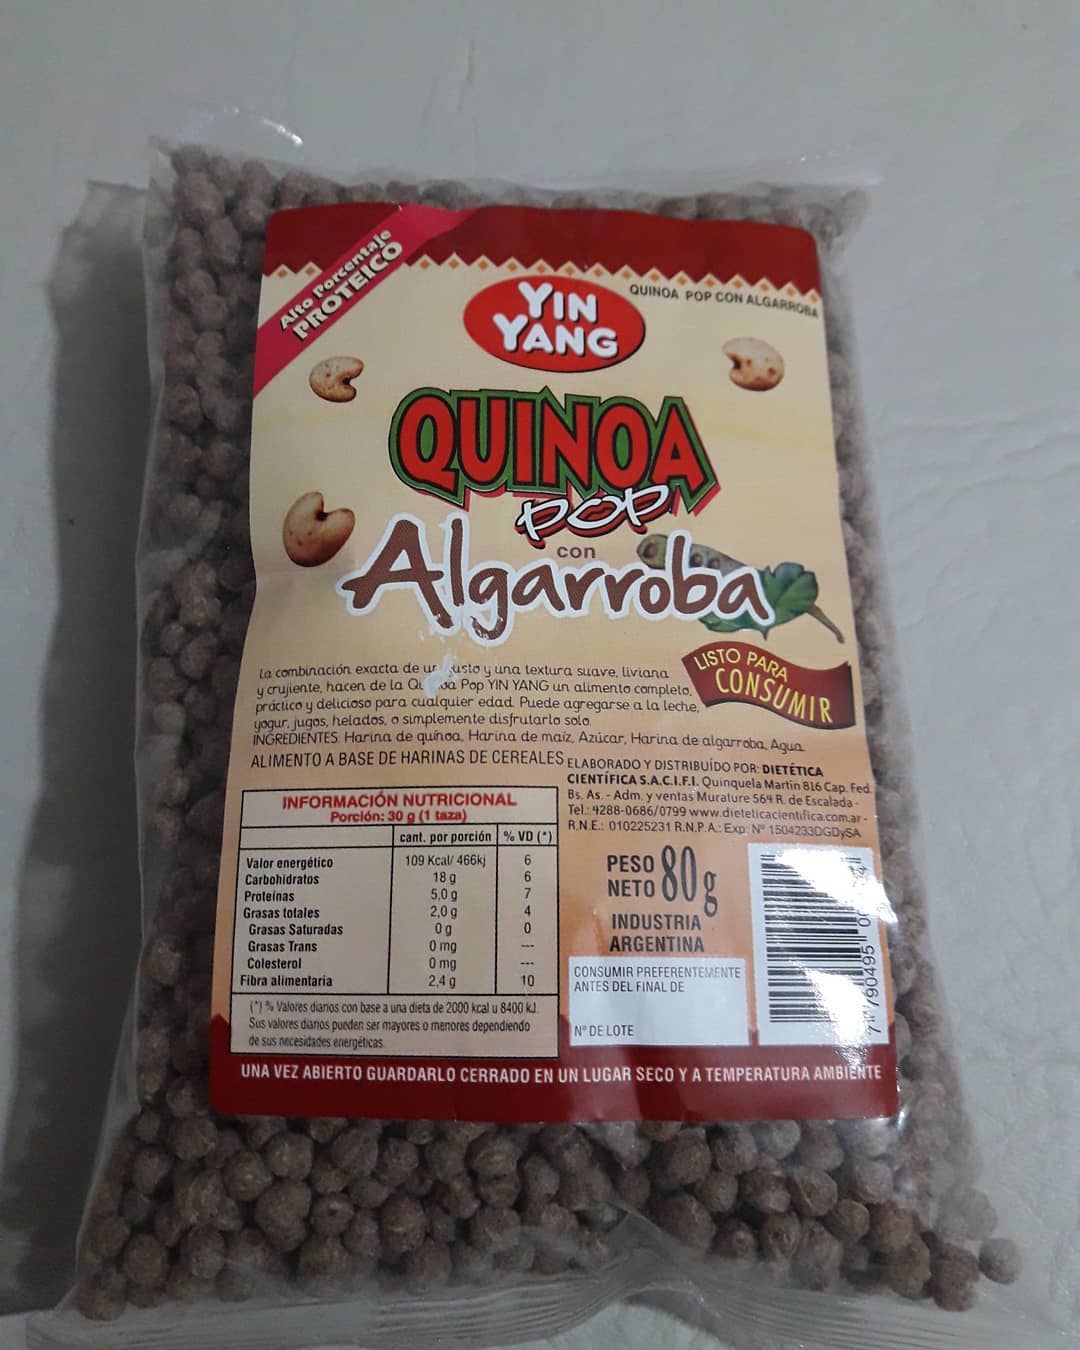 Alto Porcentaje
PROTEICO
YIN
YANG
QUINOA POP CON ALGARROBA
QUINOA
POP
con
Algarroba
LISTO PARA
CONSUMIR
La combinación exacta de un gusto y una textura suave, liviana
y crujiente, hacen de la Quinoa Pop YIN YANG un alimento completo,
práctico y delicioso para cualquier edad. Puede agregarse a la leche,
yogur, jugos, helados, o simplemente disfrutarlo solo.
INGREDIENTES: Harina de quínoa, Harina de maíz, Azúcar, Harina de algarroba, Agua.
ALIMENTO A BASE DE HARINAS DE CEREALES
ELABORADO Y DISTRIBUÍDO POR: DIETÉTICA
CIENTÍFICA S.A.C.I.F.I. Quinquela Martín 816 Cap. Fed.
Bs. As. - Adm. y ventas Murature 564 R. de Escalada -
Tel.: 4288-0686/0799 www.dieteticacientifica.com.ar -
R.N.E.: 010225231 R.N.P.A.: Exp: Nº 1504233DGDySA
INFORMACIÓN NUTRICIONAL
Porción: 30 g (1 taza)
cant. por porción % VD (*)
Valor energético 109 Kcal/ 466kj 6
Carbohidratos 18 g 6
Proteínas 5,0 g 7
Grasas totales 2,0 g 4
Grasas Saturadas 0 g 0
Grasas Trans 0 mg ---
Colesterol 0 mg ---
Fibra alimentaria 2,4 g 10
(*) % Valores diarios con base a una dieta de 2000 kcal u 8400 kJ.
Sus valores diarios pueden ser mayores o menores dependiendo
de sus necesidades energéticas.
PESO
NETO 80g
INDUSTRIA
ARGENTINA
CONSUMIR PREFERENTEMENTE
ANTES DEL FINAL DE
Nº DE LOTE
7 790495 00
UNA VEZ ABIERTO GUARDARLO CERRADO EN UN LUGAR SECO Y A TEMPERATURA AMBIENTE